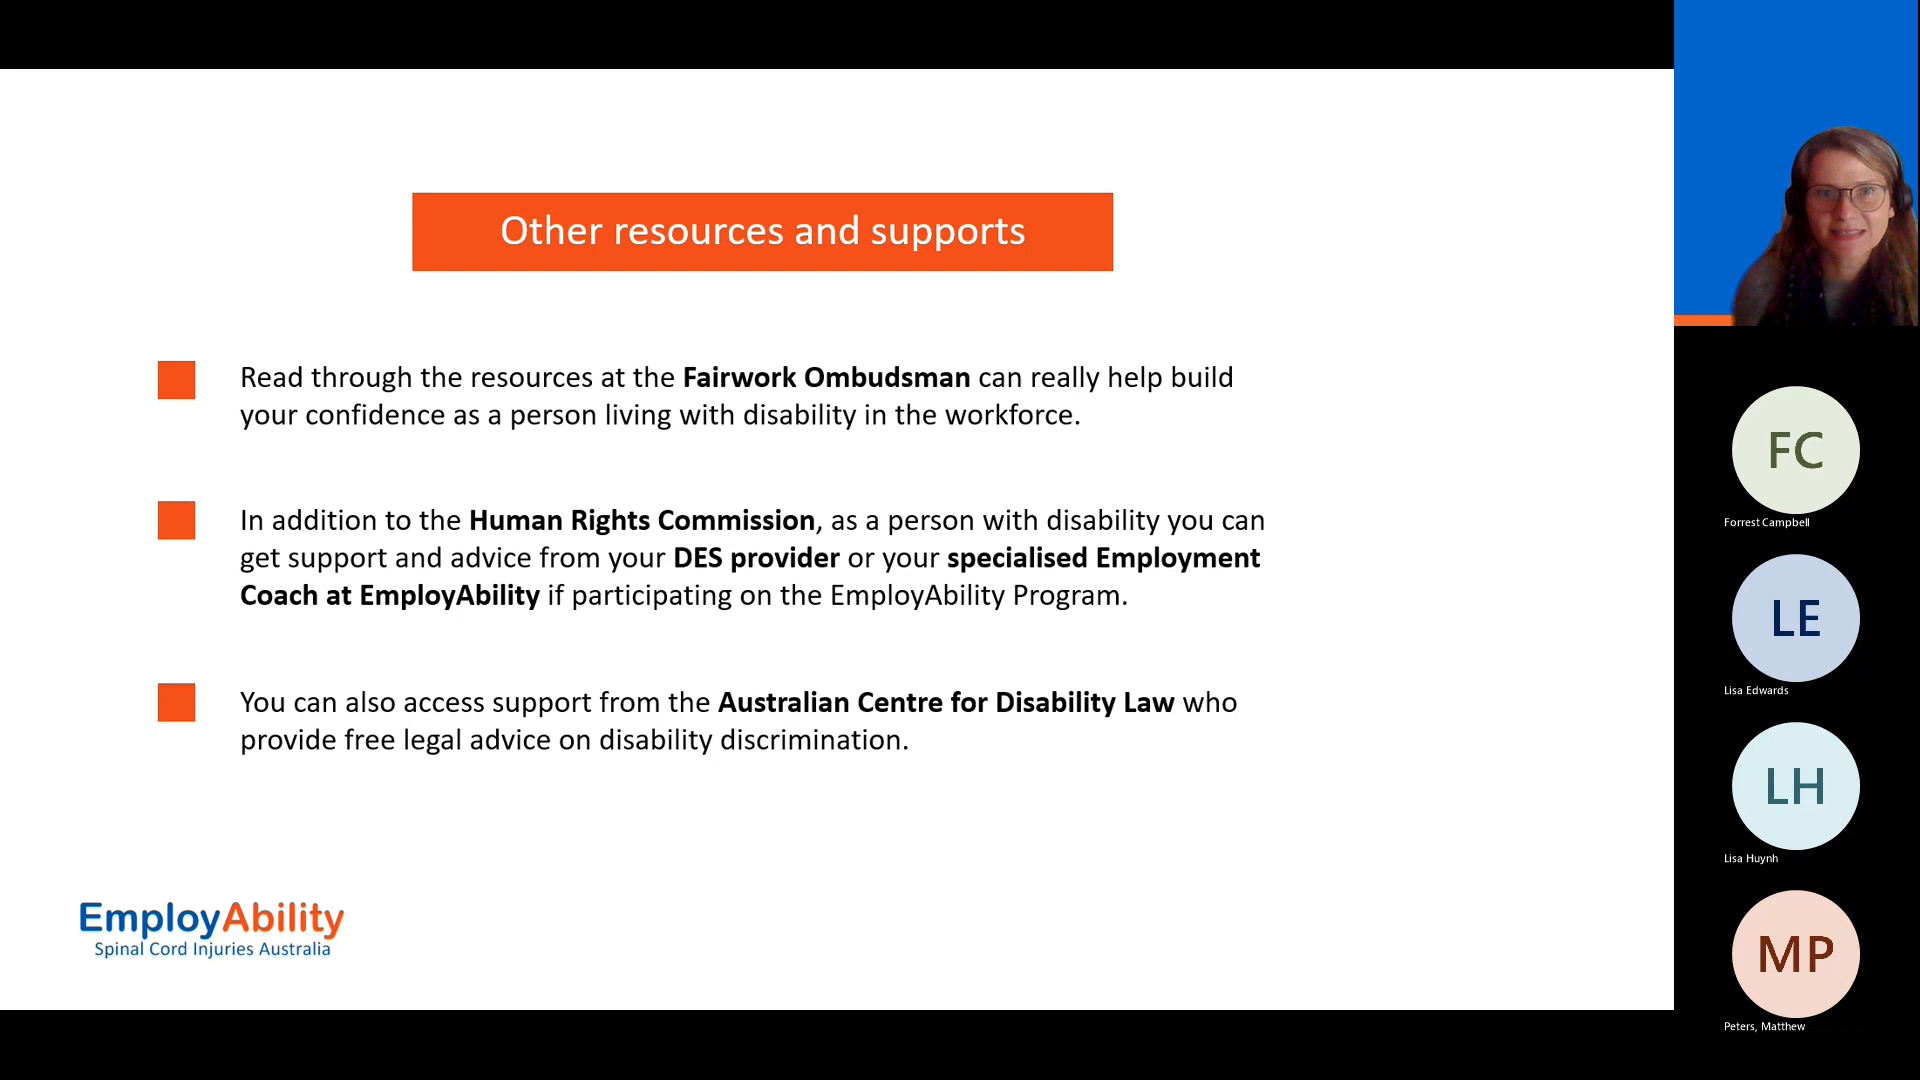 Other resources and supports
Read through the resources at the Fairwork Ombudsman can really help build
your confidence as a person living with disability in the workforce.
In addition to the Human Rights Commission, as a person with disability you can
get support and advice from your DES provider or your specialised Employment
Coach at EmployAbility if participating on the EmployAbility Program.
You can also access support from the Australian Centre for Disability Law who
provide free legal advice on disability discrimination.
EmployAbility
Spinal Cord Injuries Australia
FC
Forrest Campbell
LE
Lisa Edwards
LH
Lisa Huynh
MP
Peters, Matthew